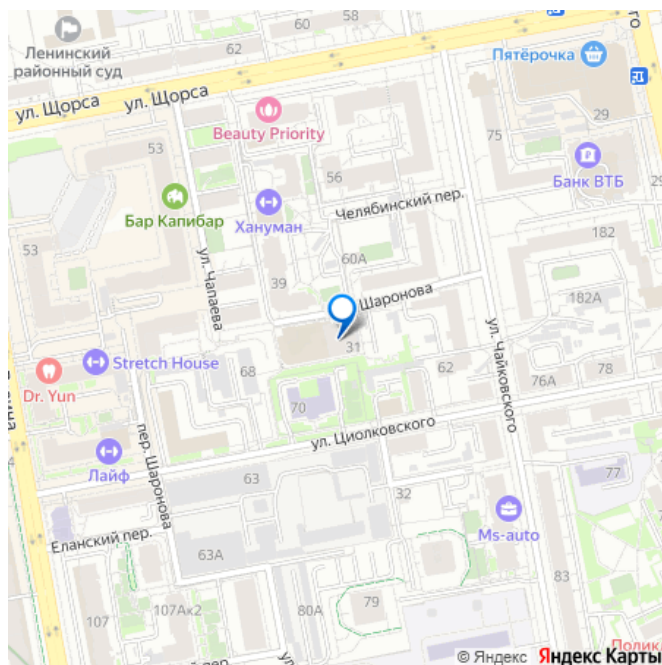 60
58
Ленинский
районный суд
62
Пятёрочка
ул. Щорса
ул. Щорса
Beauty Priority
29
75
53
56
Банк ВТБ
Бар Капибар
Хануман
Челябинский пер.
53
ул. Чапаева
60А
182
39
Шаронова
182А
31
ул. Чайковского
Stretch House
68
62
78
76А
Dr. Yun
70
ул. Циолковского
Лайф
пер. Шаронова
63
77
32
Еланский пер.
Ms-auto
63А
83
107Ак2
107
80А
79
© Яндекс Яндекс Карты